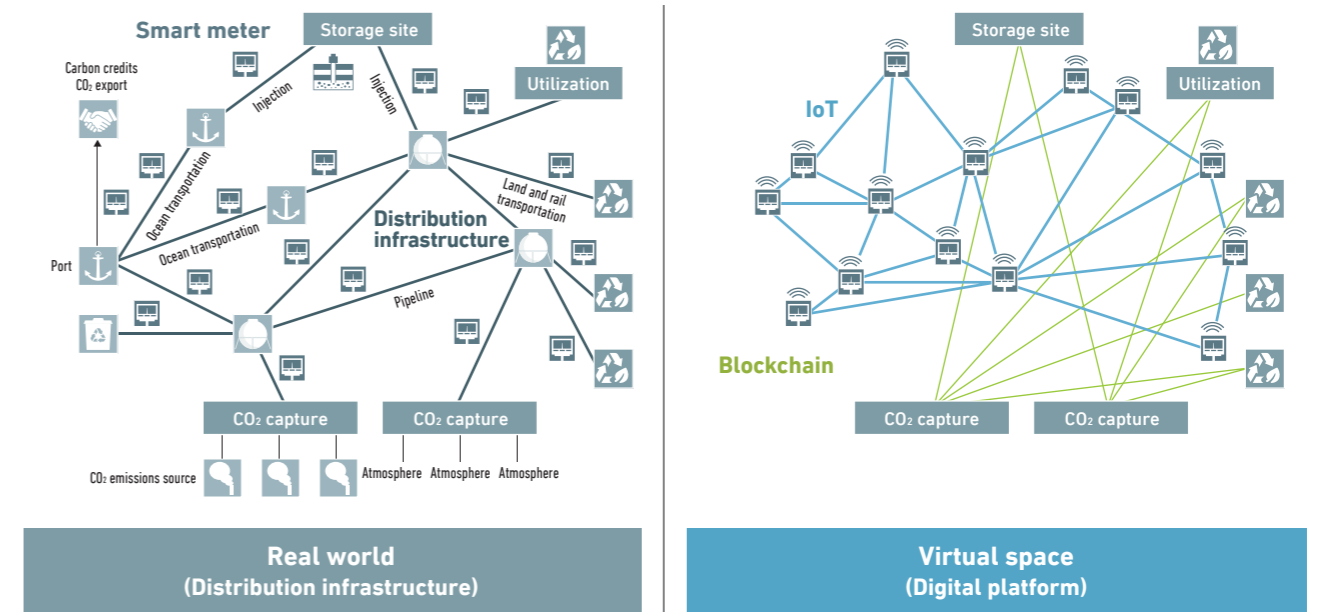 Smart meter
Storage site
Carbon credits
CO₂ export
Injection
Injection
Utilization
Ocean transportation
Land and rail
transportation
Distribution
infrastructure
Ocean transportation
Port
Pipeline
CO₂ capture
CO₂ capture
CO₂ emissions source
Atmosphere
Atmosphere
Atmosphere
Real world
(Distribution infrastructure)
Storage site
Utilization
IoT
Blockchain
CO₂ capture
CO₂ capture
Virtual space
(Digital platform)